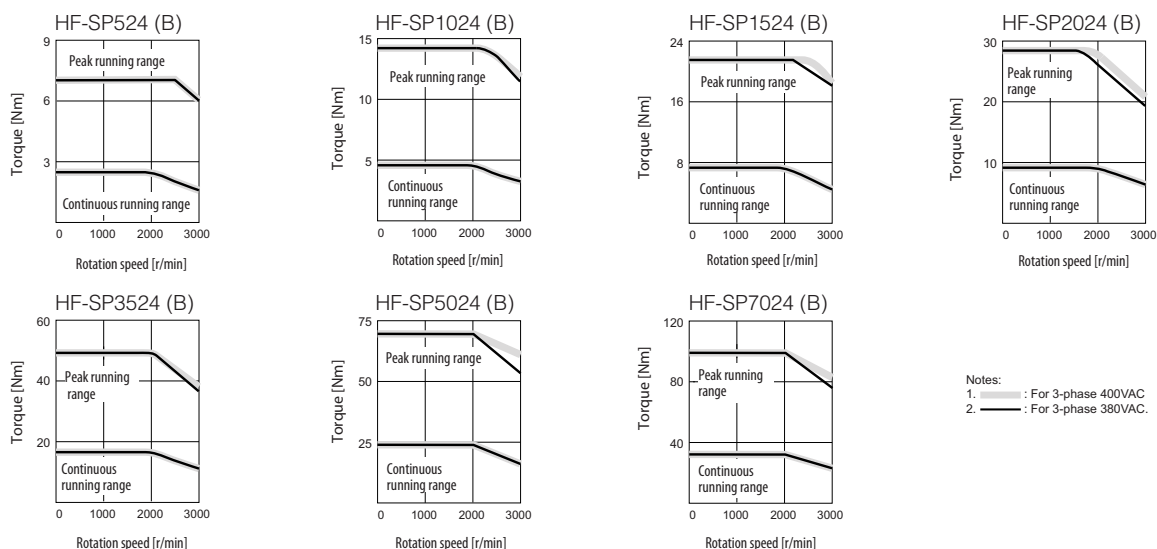 HF-SP524 (B)
9
6
3
Torque [Nm]
Peak running range
Continuous running range
0 1000 2000 3000
Rotation speed [r/min]
HF-SP1024 (B)
15
10
5
Torque [Nm]
Peak running range
Continuous
running range
0 1000 2000 3000
Rotation speed [r/min]
HF-SP1524 (B)
24
16
8
Torque [Nm]
Peak running range
Continuous
running range
0 1000 2000 3000
Rotation speed [r/min]
HF-SP2024 (B)
30
20
10
Torque [Nm]
Peak running
range
Continuous
running range
0 1000 2000 3000
Rotation speed [r/min]
HF-SP3524 (B)
60
40
20
Torque [Nm]
Peak running
range
Continuous
running range
0 1000 2000 3000
Rotation speed [r/min]
HF-SP5024 (B)
75
50
25
Torque [Nm]
Peak running range
Continuous
running range
0 1000 2000 3000
Rotation speed [r/min]
HF-SP7024 (B)
120
80
40
Torque [Nm]
Peak running
range
Continuous
running range
0 1000 2000 3000
Rotation speed [r/min]
Notes:
1. : For 3-phase 400VAC
2. : For 3-phase 380VAC.